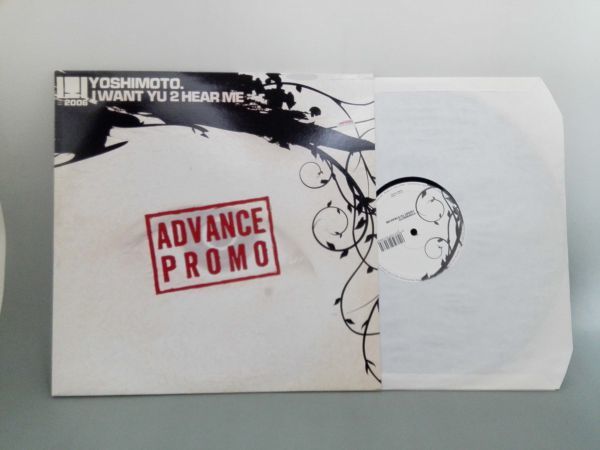 YOSHIMOTO.
I WANT YU 2 HEAR ME
2006
ADVANCE
PROMO